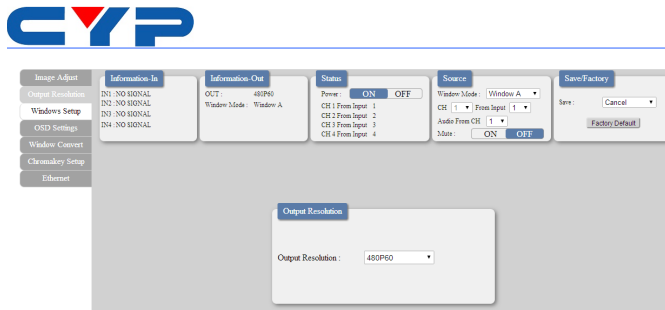 CYP
Image Adjust
Output Resolution
Windows Setup
OSD Settings
Window Convert
Chromakey Setup
Ethernet
Information-In
IN1 : NO SIGNAL
IN2 : NO SIGNAL
IN3 : NO SIGNAL
IN4 : NO SIGNAL
Information-Out
OUT : 480P60
Window Mode : Window A
Status
Power : ON OFF
CH 1 From Input 1
CH 2 From Input 2
CH 3 From Input 3
CH 4 From Input 4
Source
Window Mode : Window A
CH 1 From Input 1
Audio From CH 1
Mute : ON OFF
Save/Factory
Save : Cancel
Factory Default
Output Resolution
Output Resolution : 480P60